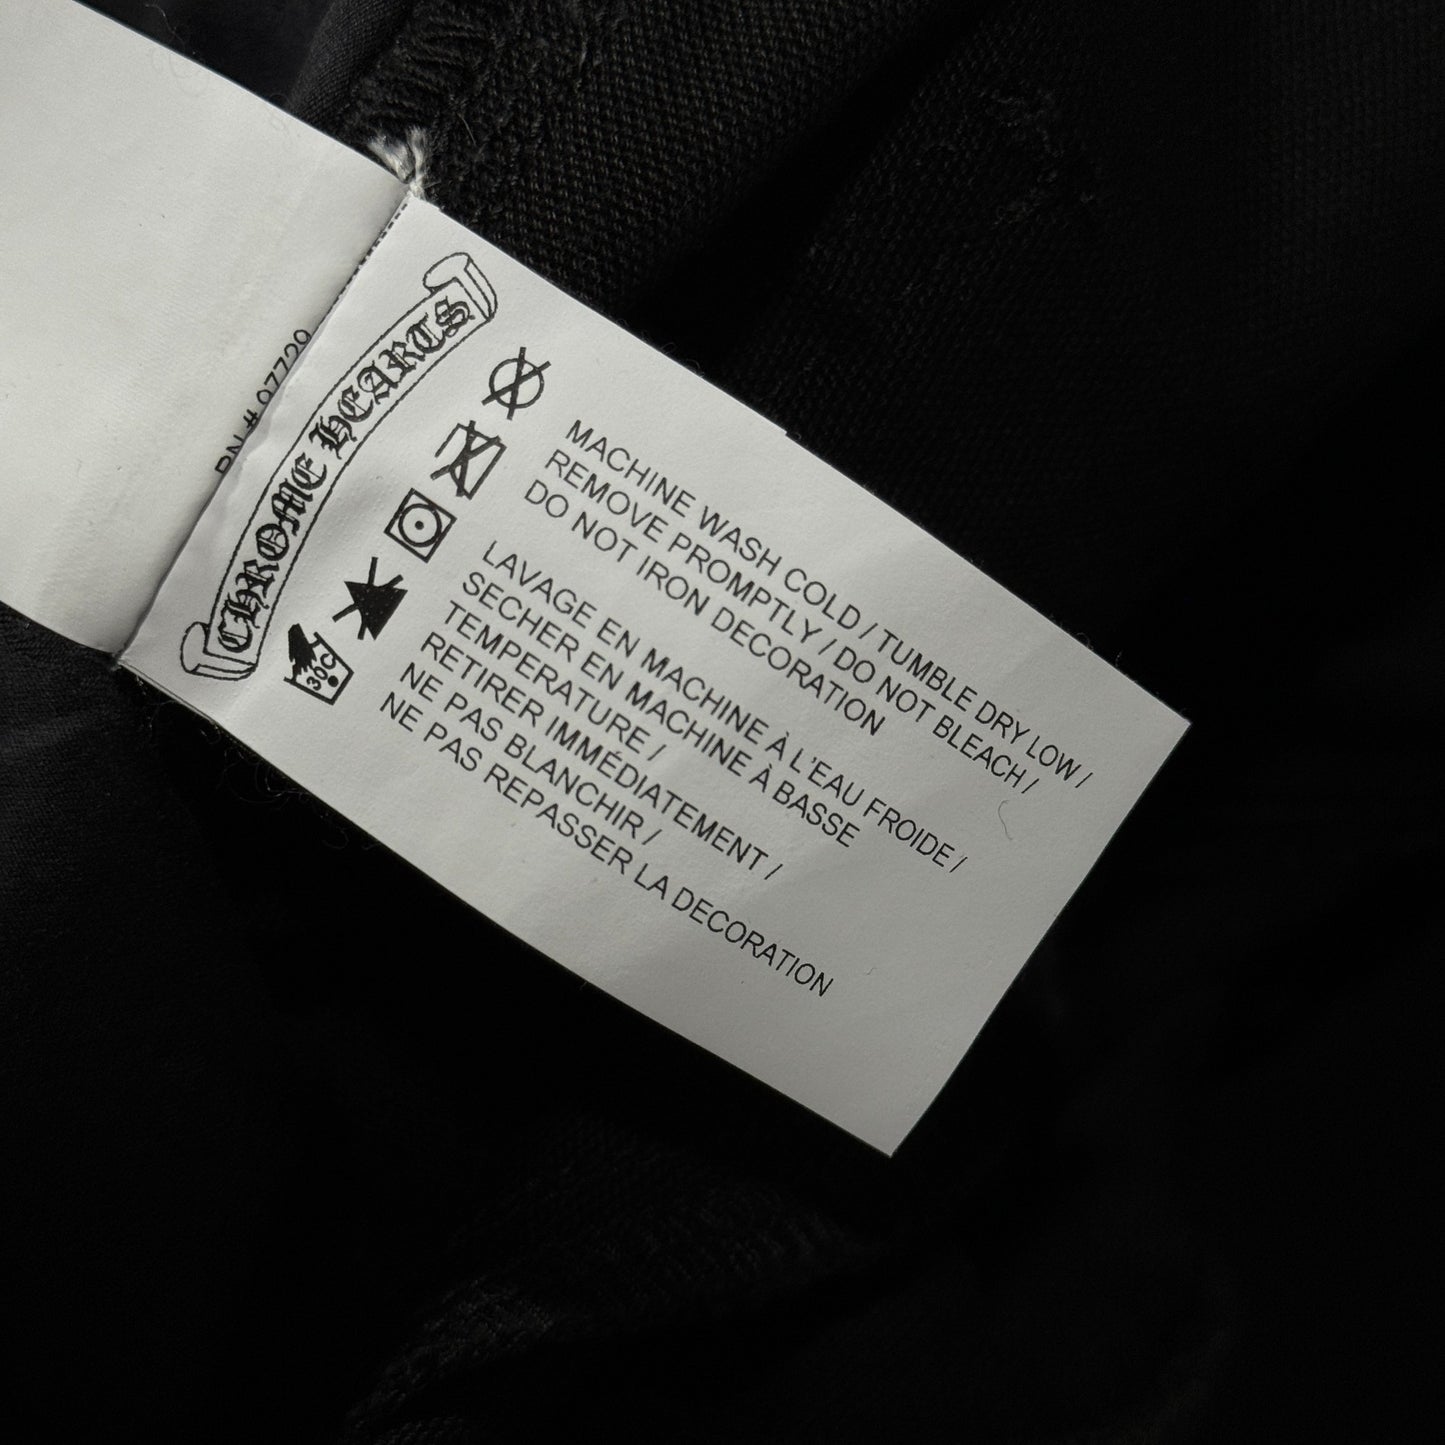 RN # 07720
CHROME HEARTS
30C
MACHINE WASH COLD / TUMBLE DRY LOW /
REMOVE PROMPTLY / DO NOT BLEACH /
DO NOT IRON DECORATION
LAVAGE EN MACHINE À L'EAU FROIDE /
SECHER EN MACHINE À BASSE
TEMPERATURE /
RETIRER IMMÉDIATEMENT /
NE PAS BLANCHIR /
NE PAS REPASSER LA DECORATION